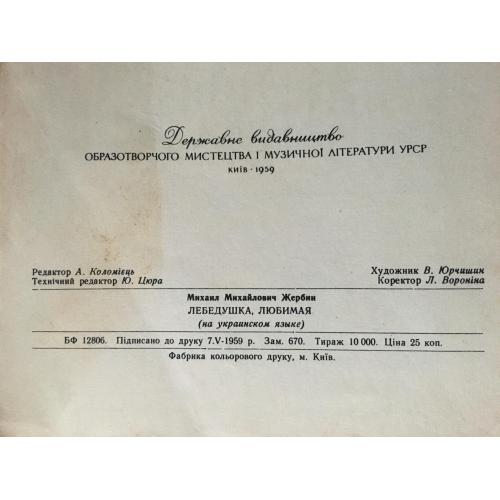 Державне видавництво
ОБРАЗОТВОРЧОГО МИСТЕЦТВА І МУЗИЧНОЇ ЛІТЕРАТУРИ УРСР
КИЇВ · 1959
Редактор А. Коломієць
Технічний редактор Ю. Цюра
Художник В. Юрчишин
Коректор Л. Вороніна
Михаил Михайлович Жербин
ЛЕБЕДУШКА, ЛЮБИМАЯ
(на украинском языке)
БФ 12806. Підписано до друку 7.V-1959 р. Зам. 670. Тираж 10 000. Ціна 25 коп.
Фабрика кольорового друку, м. Київ.